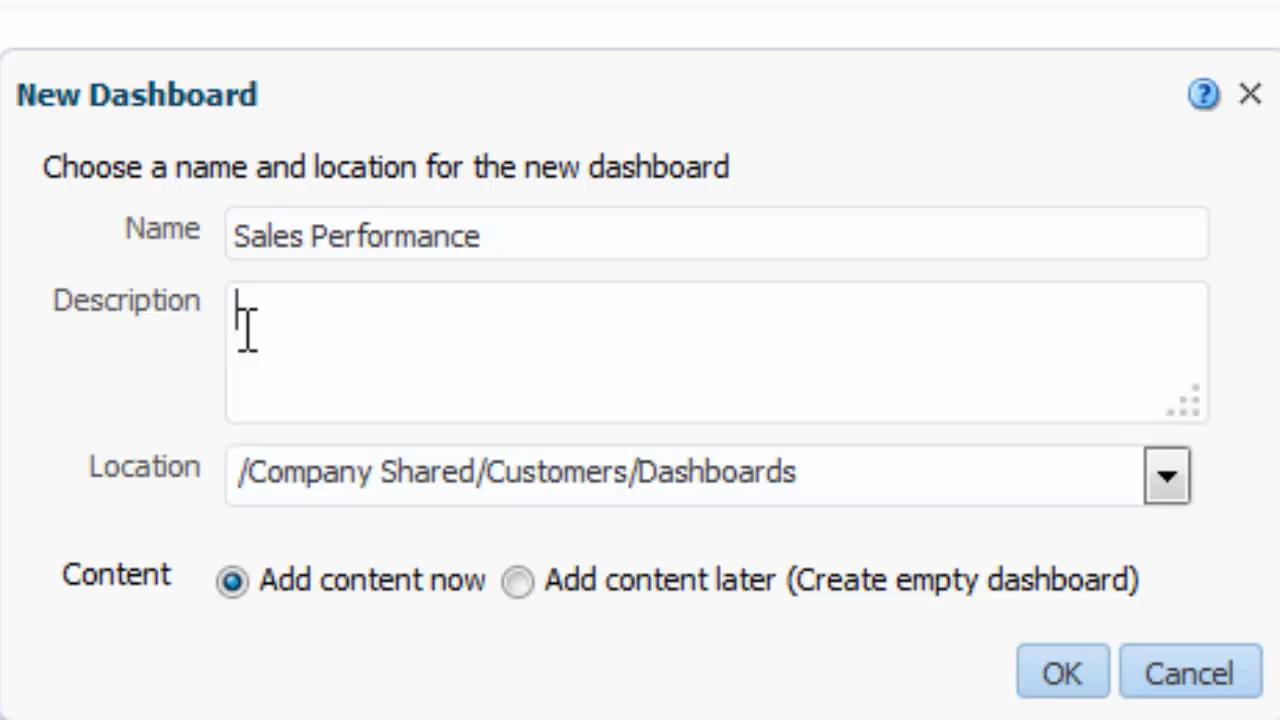 New Dashboard
Choose a name and location for the new dashboard
Name Sales Performance
Description
Location /Company Shared/Customers/Dashboards
Content Add content now Add content later (Create empty dashboard)
OK Cancel